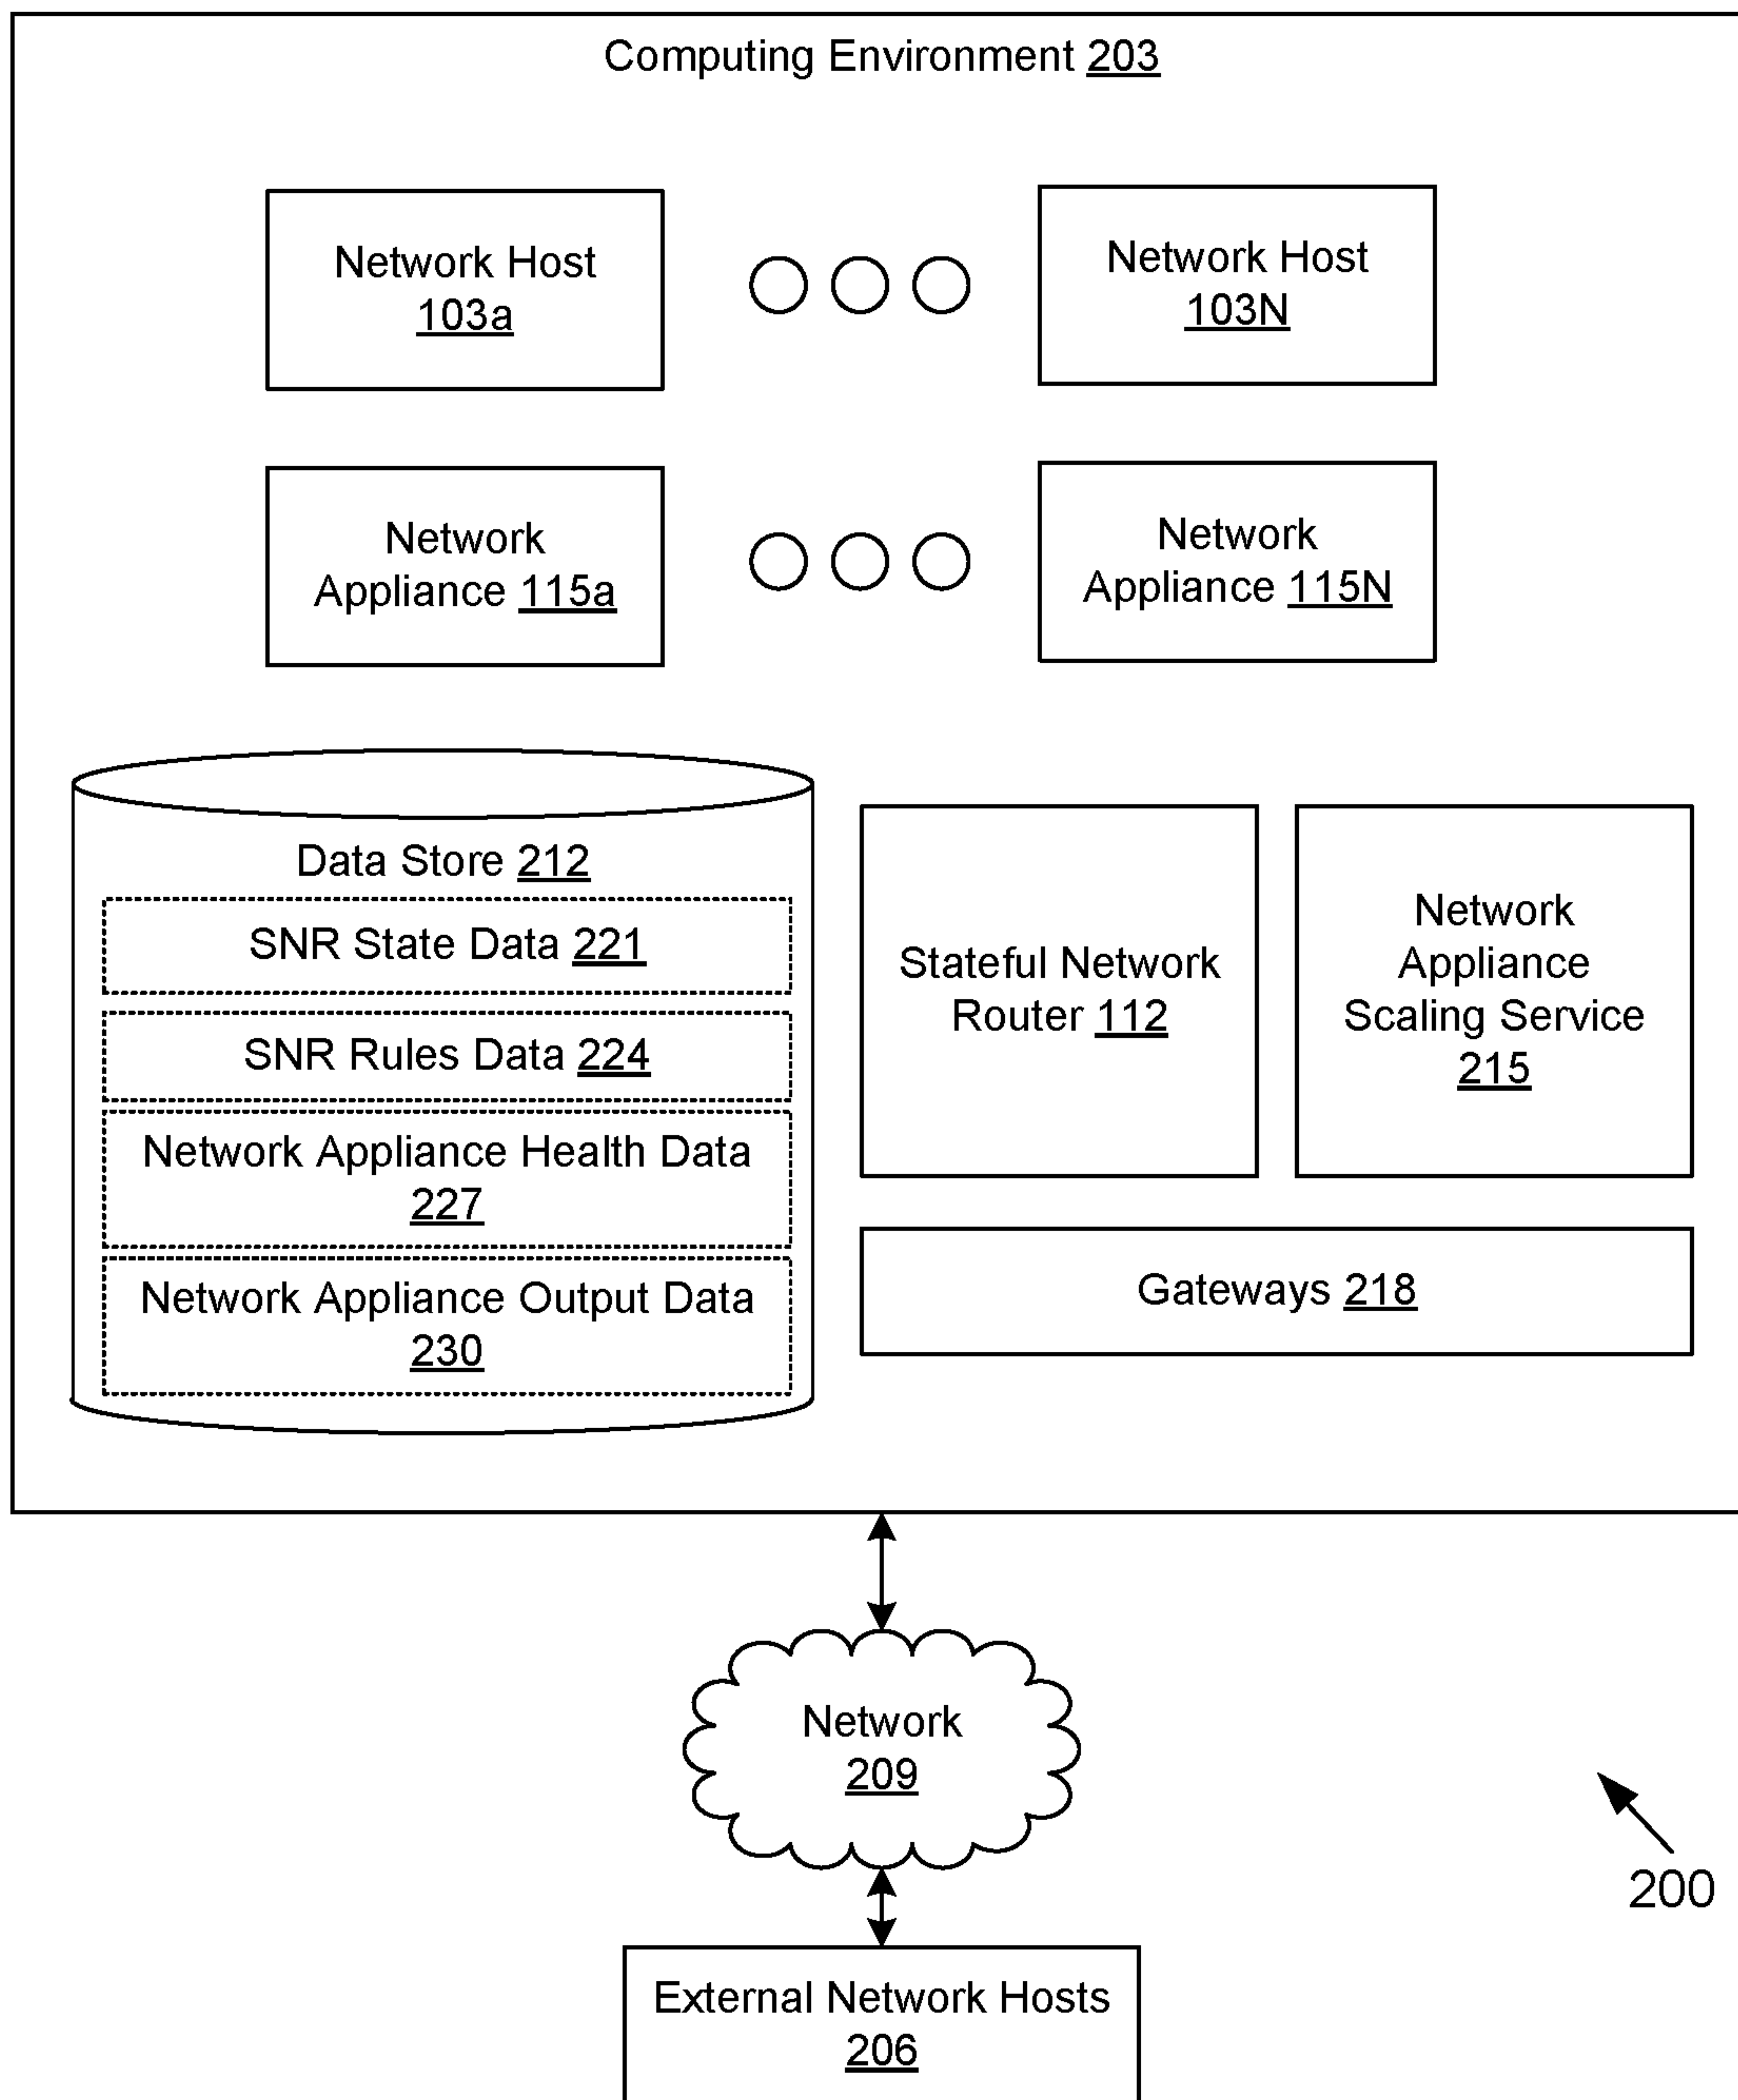 Computing Environment 203
Network Host
103a
Network Host
103N
Network
Appliance 115a
Network
Appliance 115N
Data Store 212
SNR State Data 221
SNR Rules Data 224
Network Appliance Health Data
227
Network Appliance Output Data
230
Stateful Network
Router 112
Network
Appliance
Scaling Service
215
Gateways 218
Network
209
200
External Network Hosts
206